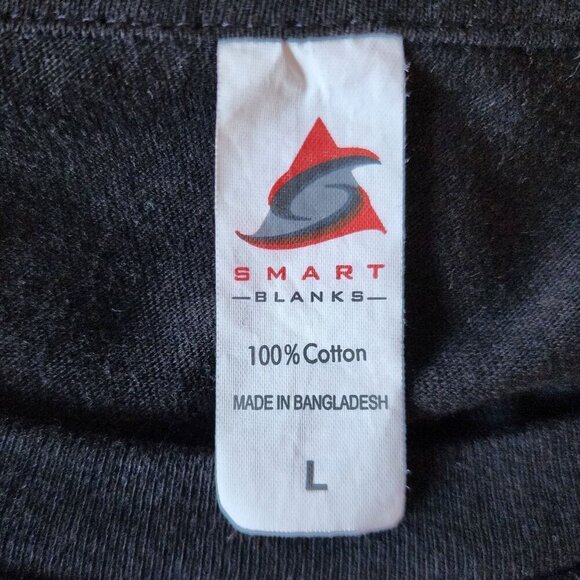 SMART
BLANKS
100% Cotton
MADE IN BANGLADESH
L